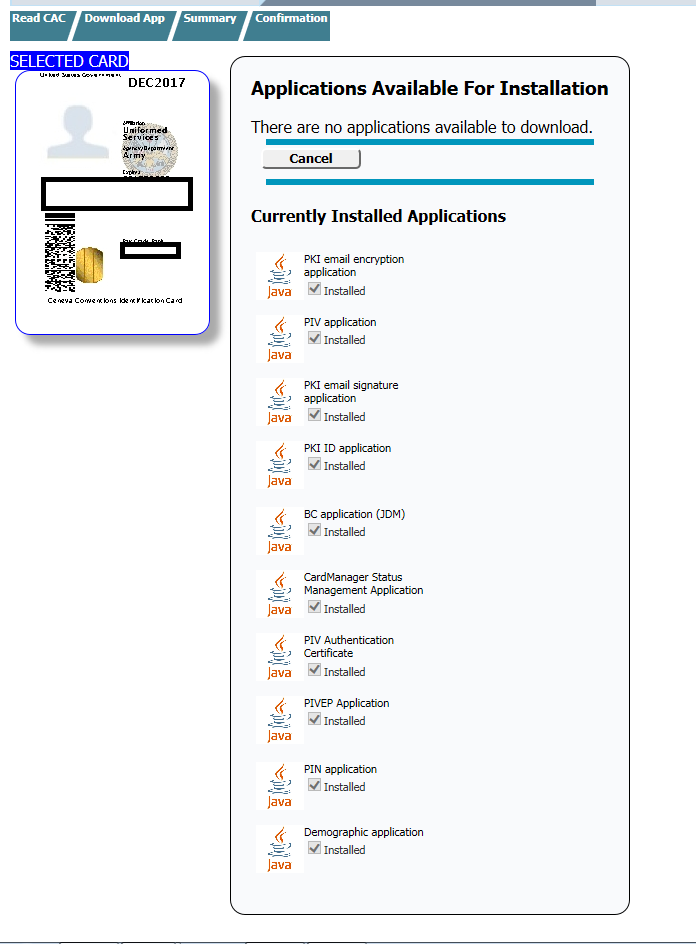 Read CAC
Download App
Summary
Confirmation
SELECTED CARD
United States Government
DEC2017
Affiliation
Uniformed
Services
Agency/Department
Army
Expires
Geneva Conventions Identification Card
Applications Available For Installation
There are no applications available to download.
Cancel
Currently Installed Applications
PKI email encryption
application
Installed
Java
PIV application
Installed
Java
PKI email signature
application
Installed
Java
PKI ID application
Installed
Java
BC application (JDM)
Installed
Java
CardManager Status
Management Application
Installed
Java
PIV Authentication
Certificate
Installed
Java
PIVEP Application
Installed
Java
PIN application
Installed
Java
Demographic application
Installed
Java